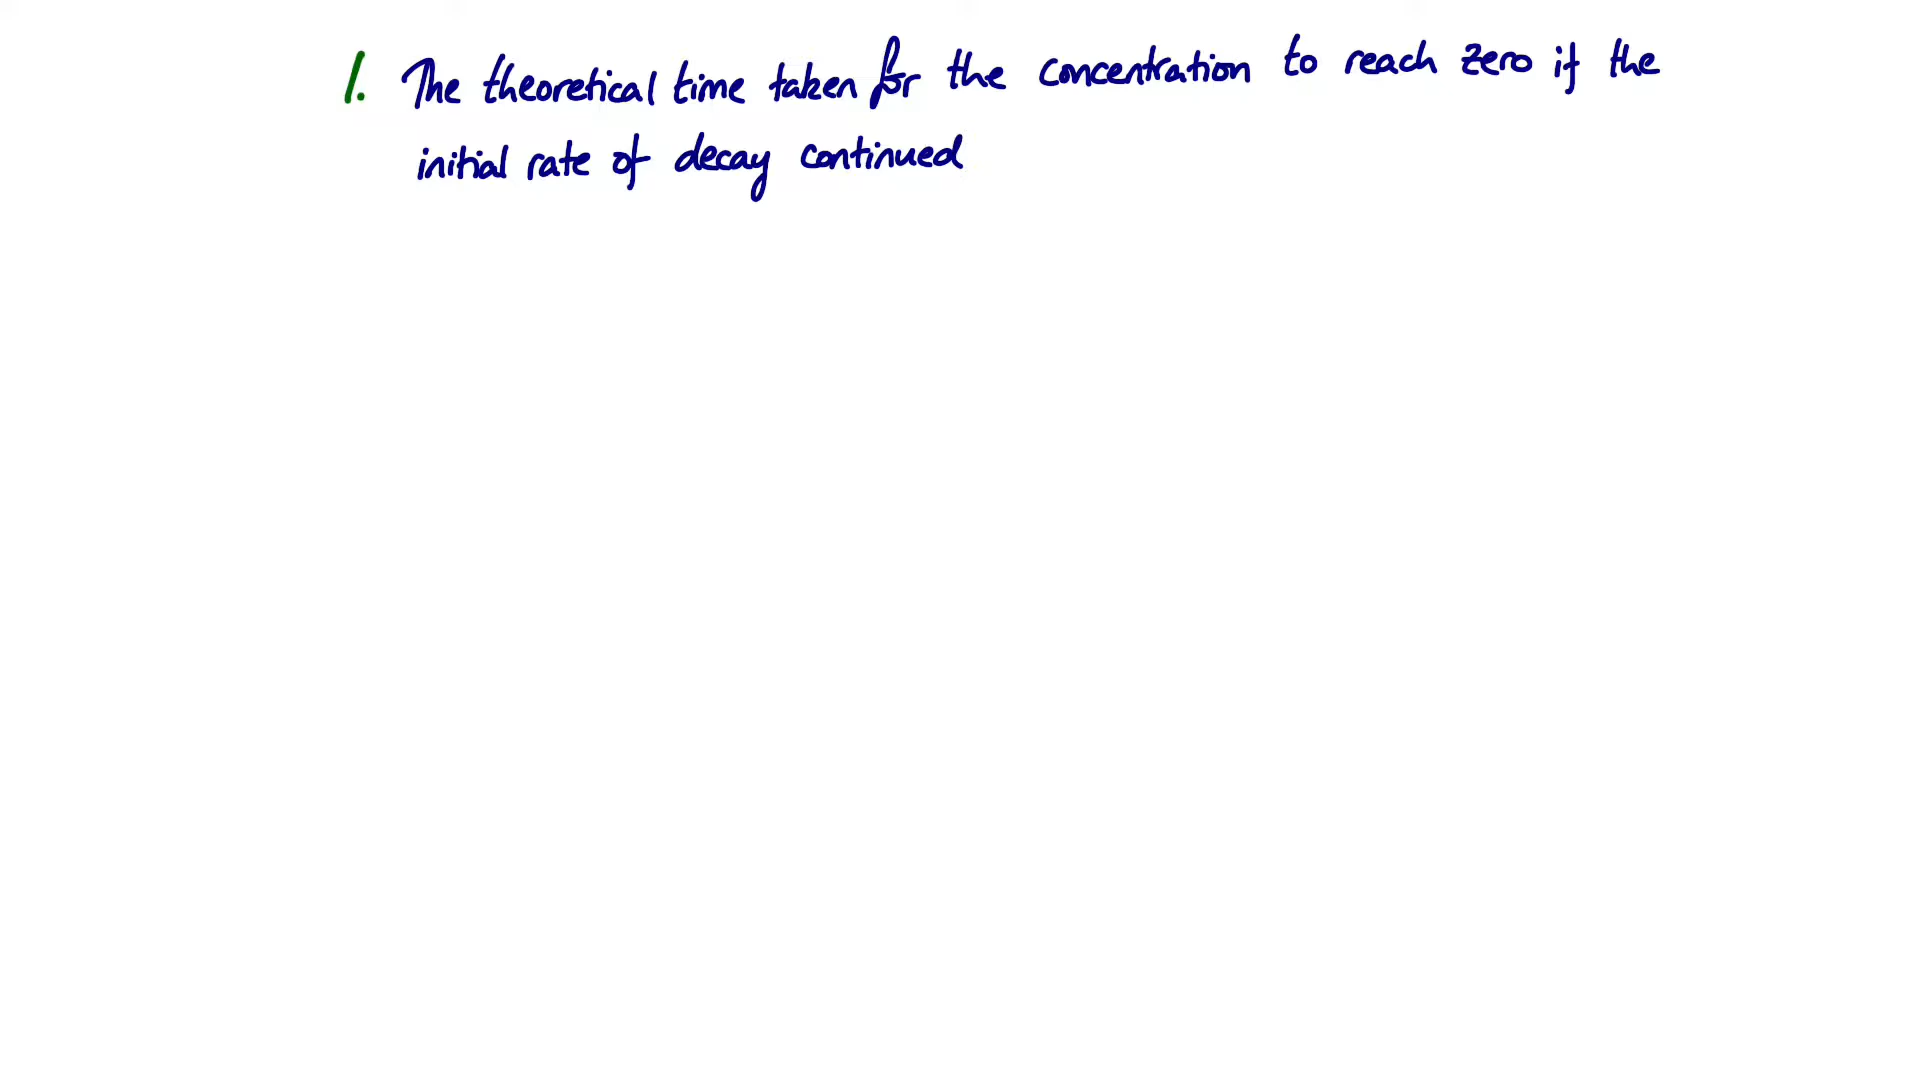 1. The theoretical time taken for the concentration to reach zero if the
initial rate of decay continued